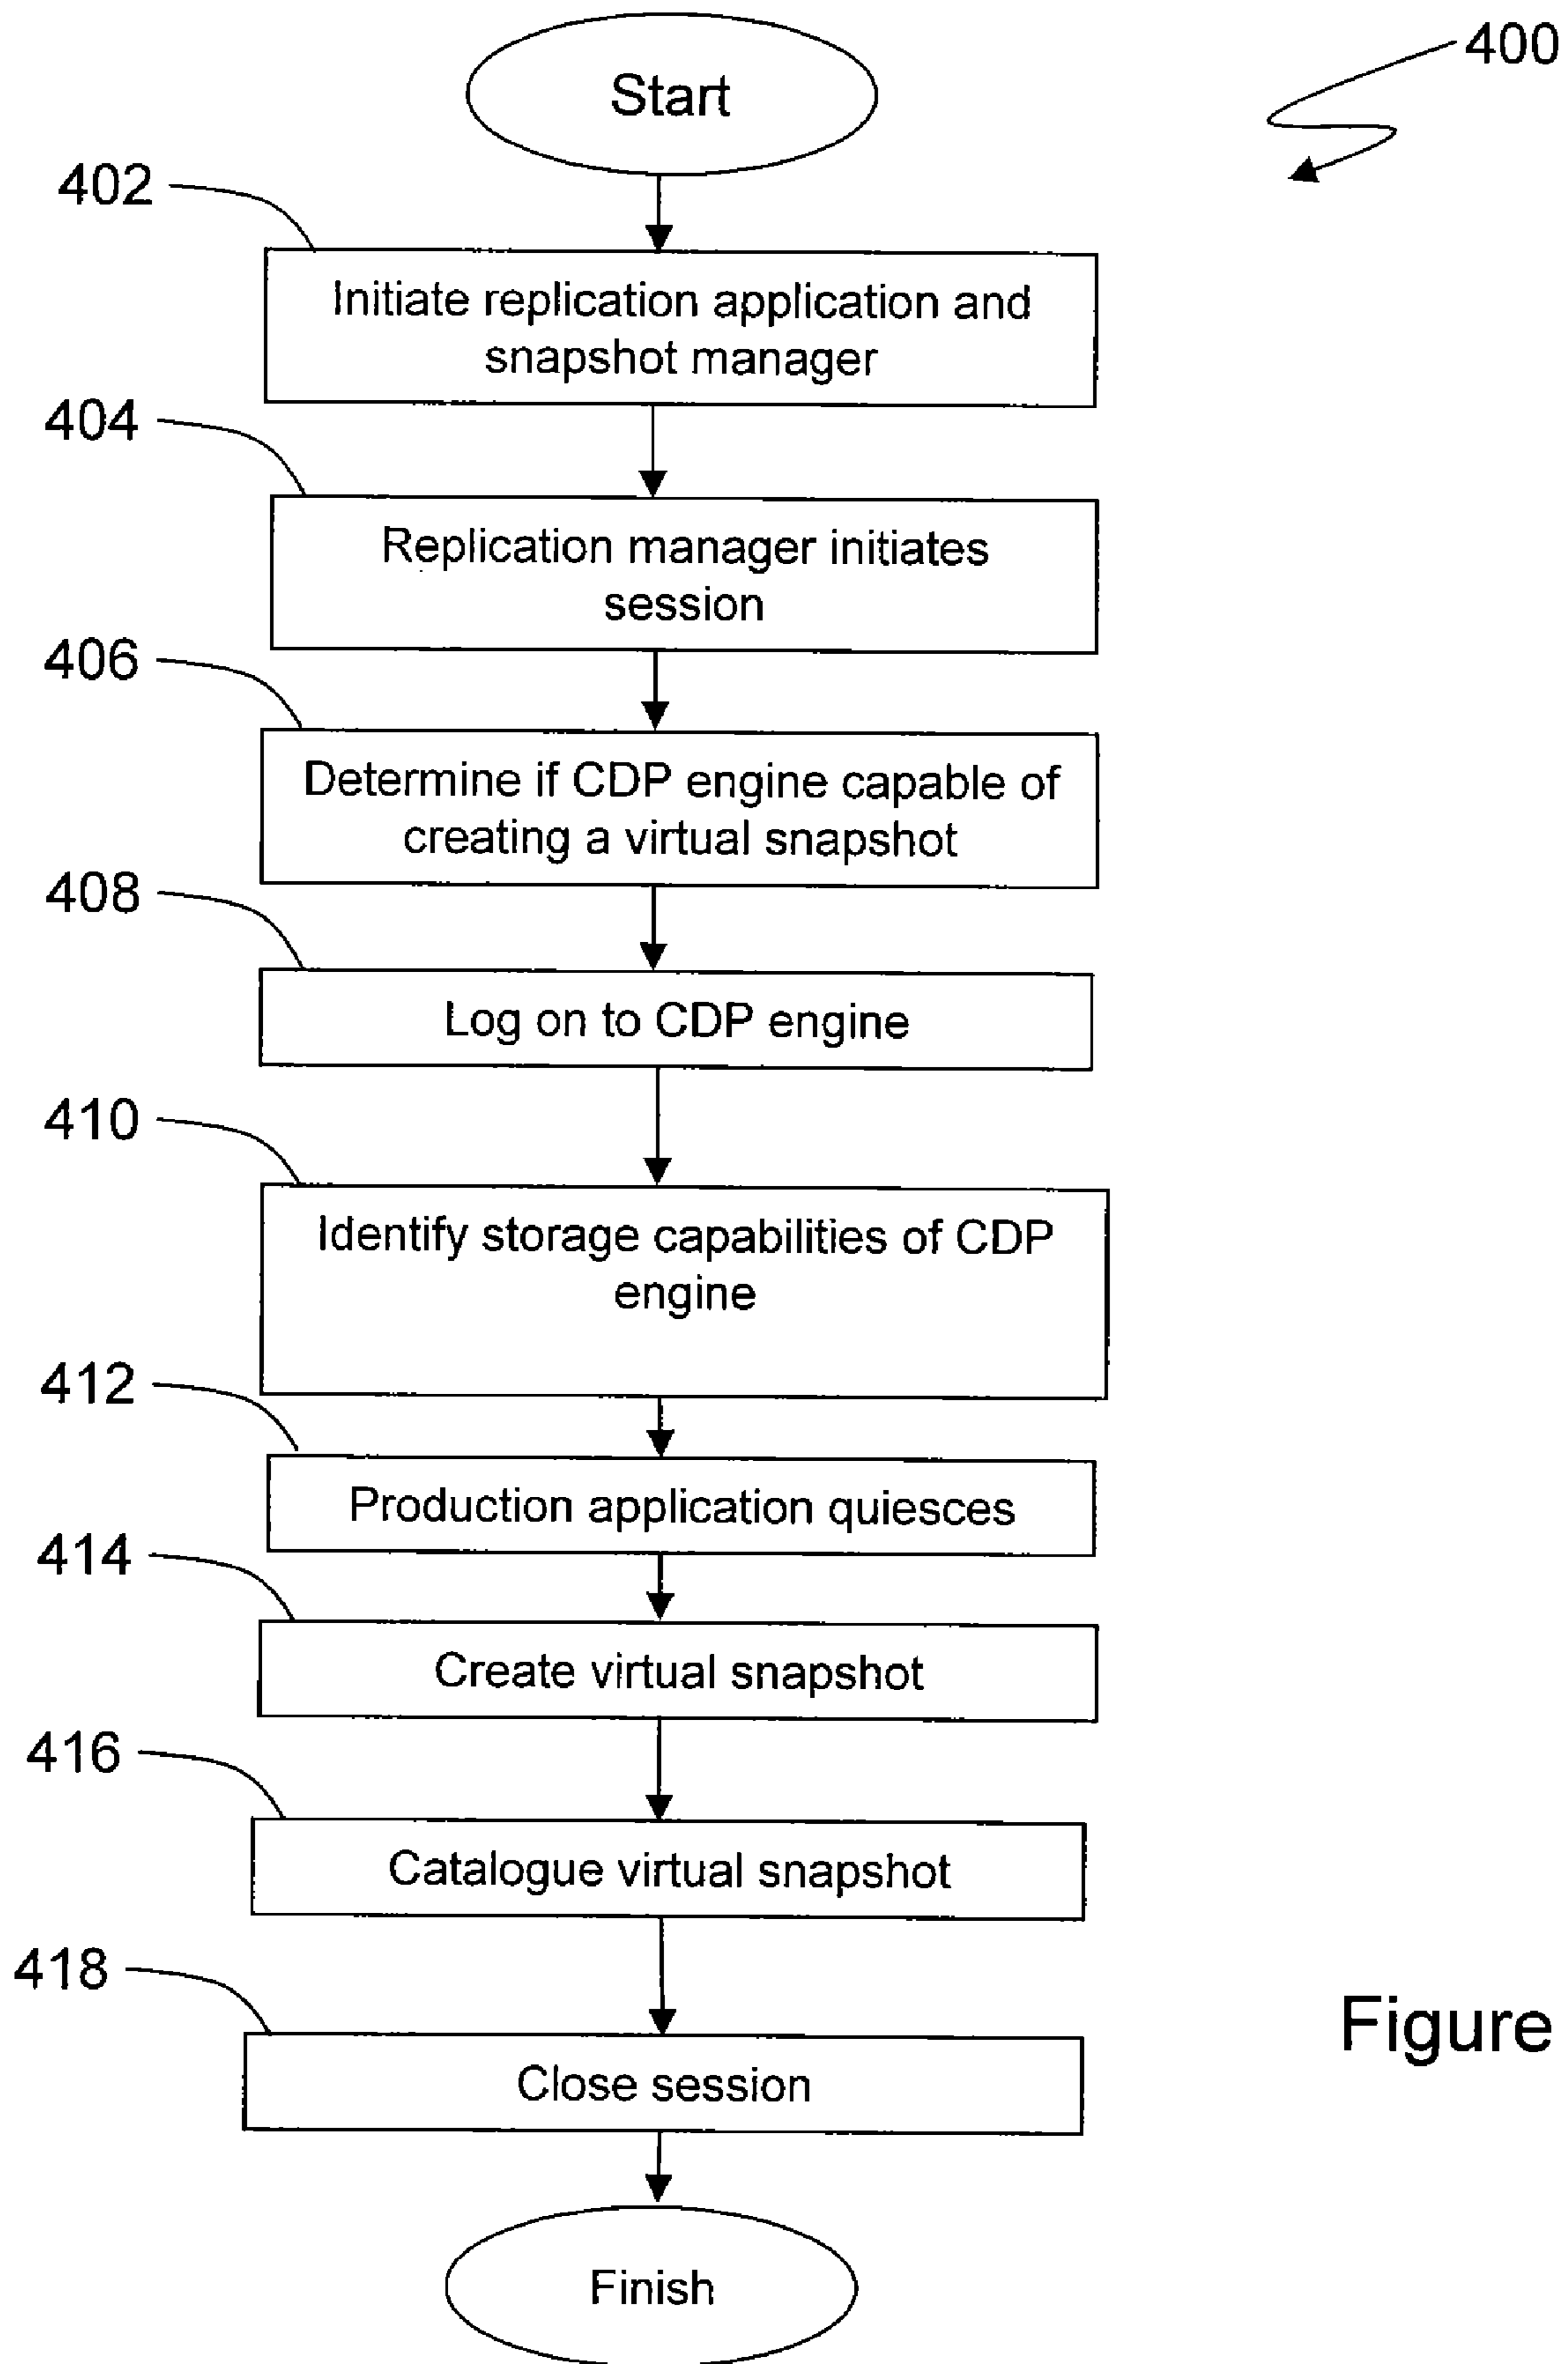 400
Start
402
Initiate replication application and
snapshot manager
404
Replication manager initiates
session
406
Determine if CDP engine capable of
creating a virtual snapshot
408
Log on to CDP engine
410
Identify storage capabilities of CDP
engine
412
Production application quiesces
414
Create virtual snapshot
416
Catalogue virtual snapshot
418
Close session
Figure
Finish